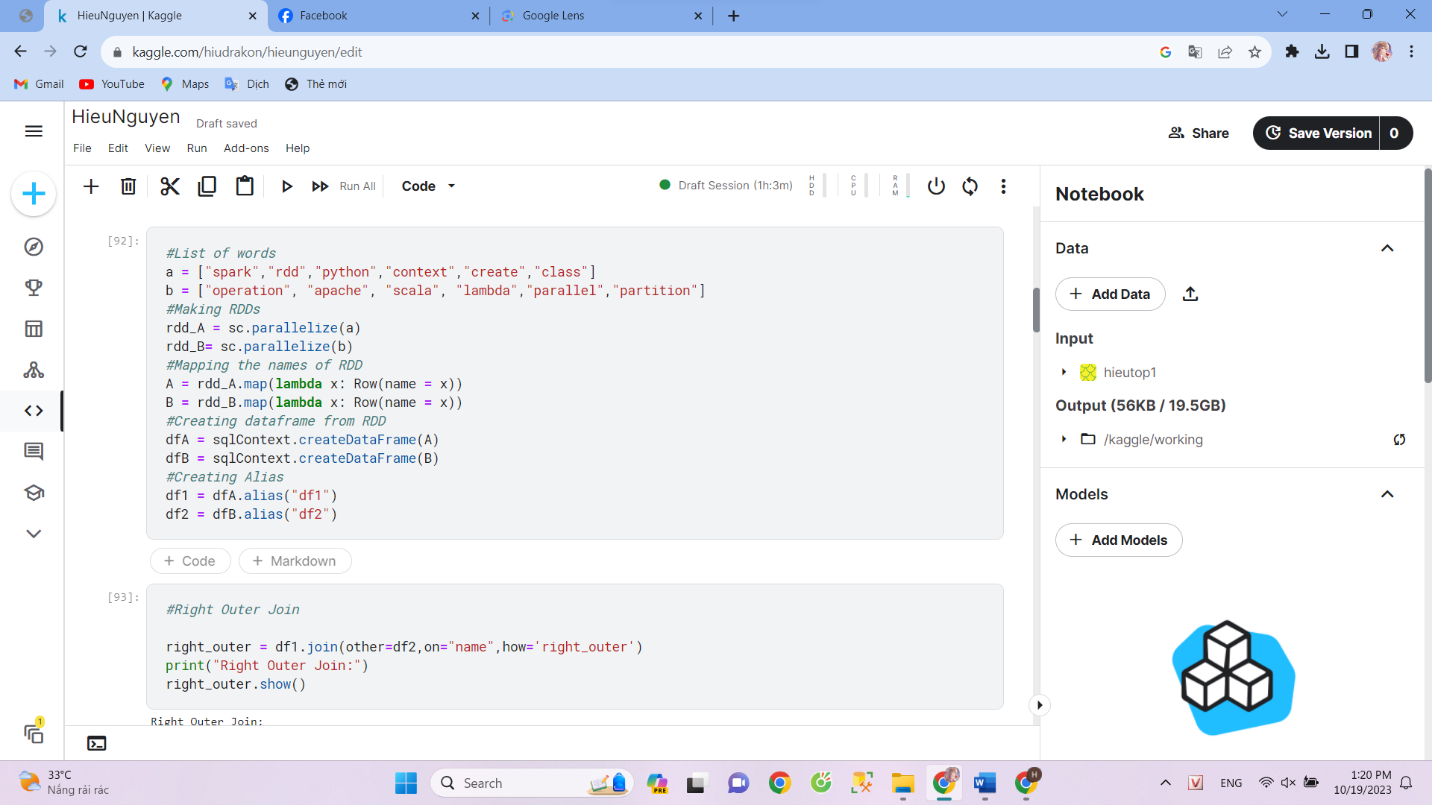 HieuNguyen | Kaggle
Facebook
Google Lens
kaggle.com/hiudrakon/hieunguyen/edit
Gmail YouTube Maps Dịch Thẻ mới
HieuNguyen Draft saved
File Edit View Run Add-ons Help
Share
Save Version 0
Run All Code
Draft Session (1h:3m)
HDD
CPU
RAM
[92]:
#List of words
a = ["spark","rdd","python","context","create","class"]
b = ["operation", "apache", "scala", "lambda","parallel","partition"]
#Making RDDs
rdd_A = sc.parallelize(a)
rdd_B= sc.parallelize(b)
#Mapping the names of RDD
A = rdd_A.map(lambda x: Row(name = x))
B = rdd_B.map(lambda x: Row(name = x))
#Creating dataframe from RDD
dfA = sqlContext.createDataFrame(A)
dfB = sqlContext.createDataFrame(B)
#Creating Alias
df1 = dfA.alias("df1")
df2 = dfB.alias("df2")
+ Code + Markdown
[93]:
#Right Outer Join
right_outer = df1.join(other=df2,on="name",how='right_outer')
print("Right Outer Join:")
right_outer.show()
Right Outer Join:
Notebook
Data
+ Add Data
Input
hieutop1
Output (56KB / 19.5GB)
/kaggle/working
Models
+ Add Models
1
33°C
Nắng rải rác
Search
PRE
H
V
ENG
1:20 PM
10/19/2023